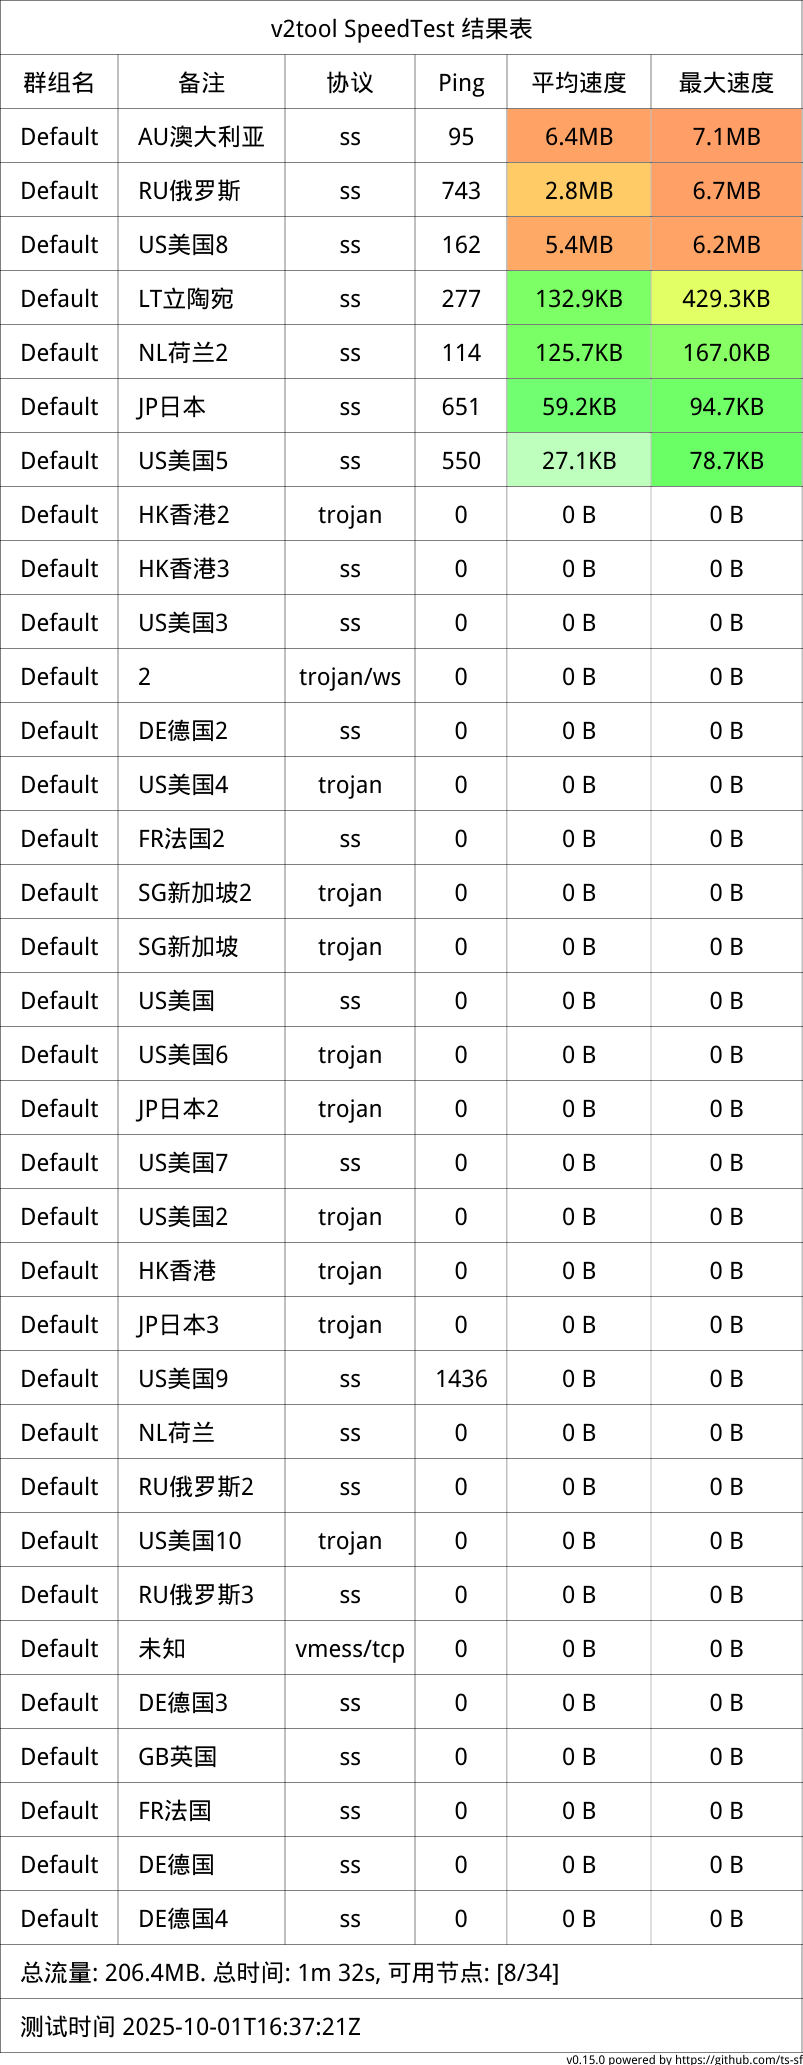 v2tool SpeedTest 结果表
群组名 备注 协议 Ping 平均速度 最大速度
Default AU澳大利亚 ss 95 6.4MB 7.1MB
Default RU俄罗斯 ss 743 2.8MB 6.7MB
Default US美国8 ss 162 5.4MB 6.2MB
Default LT立陶宛 ss 277 132.9KB 429.3KB
Default NL荷兰2 ss 114 125.7KB 167.0KB
Default JP日本 ss 651 59.2KB 94.7KB
Default US美国5 ss 550 27.1KB 78.7KB
Default HK香港2 trojan 0 0 B 0 B
Default HK香港3 ss 0 0 B 0 B
Default US美国3 ss 0 0 B 0 B
Default 2 trojan/ws 0 0 B 0 B
Default DE德国2 ss 0 0 B 0 B
Default US美国4 trojan 0 0 B 0 B
Default FR法国2 ss 0 0 B 0 B
Default SG新加坡2 trojan 0 0 B 0 B
Default SG新加坡 trojan 0 0 B 0 B
Default US美国 ss 0 0 B 0 B
Default US美国6 trojan 0 0 B 0 B
Default JP日本2 trojan 0 0 B 0 B
Default US美国7 ss 0 0 B 0 B
Default US美国2 trojan 0 0 B 0 B
Default HK香港 trojan 0 0 B 0 B
Default JP日本3 trojan 0 0 B 0 B
Default US美国9 ss 1436 0 B 0 B
Default NL荷兰 ss 0 0 B 0 B
Default RU俄罗斯2 ss 0 0 B 0 B
Default US美国10 trojan 0 0 B 0 B
Default RU俄罗斯3 ss 0 0 B 0 B
Default 未知 vmess/tcp 0 0 B 0 B
Default DE德国3 ss 0 0 B 0 B
Default GB英国 ss 0 0 B 0 B
Default FR法国 ss 0 0 B 0 B
Default DE德国 ss 0 0 B 0 B
Default DE德国4 ss 0 0 B 0 B
总流量: 206.4MB. 总时间: 1m 32s, 可用节点: [8/34]
测试时间 2025-10-01T16:37:21Z
v0.15.0 powered by https://github.com/ts-sf